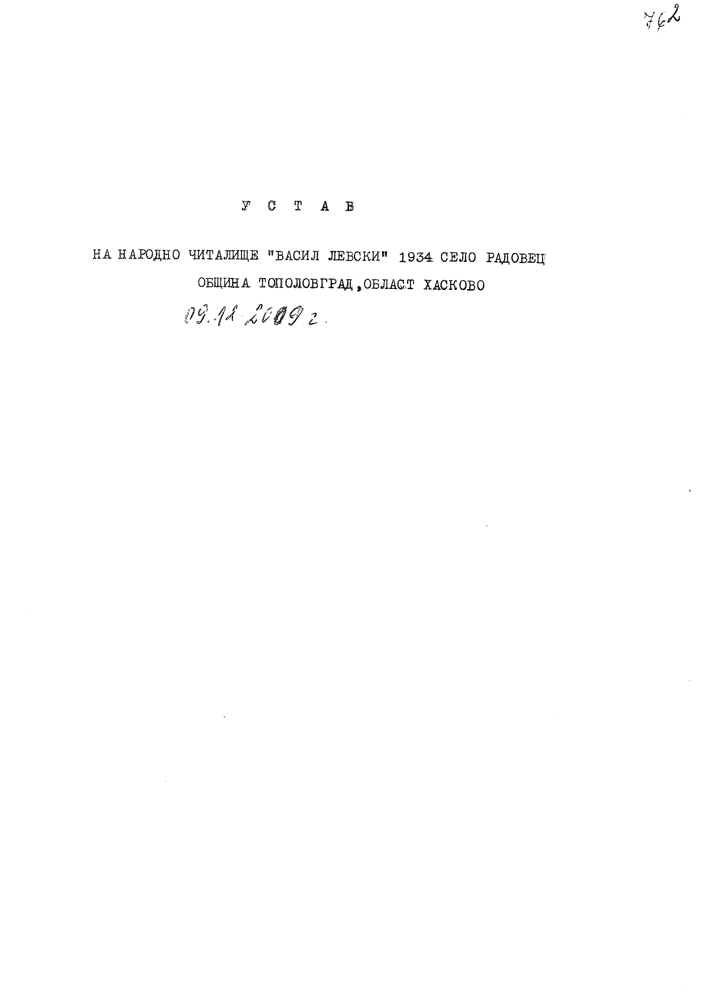 762
У С Т А В
НА НАРОДНО ЧИТАЛИЩЕ "ВАСИЛ ЛЕВСКИ" 1934 СЕЛО РАДОВЕЦ
ОБЩИНА ТОПОЛОВГРАД,ОБЛАСТ ХАСКОВО
09.12.2009 г.